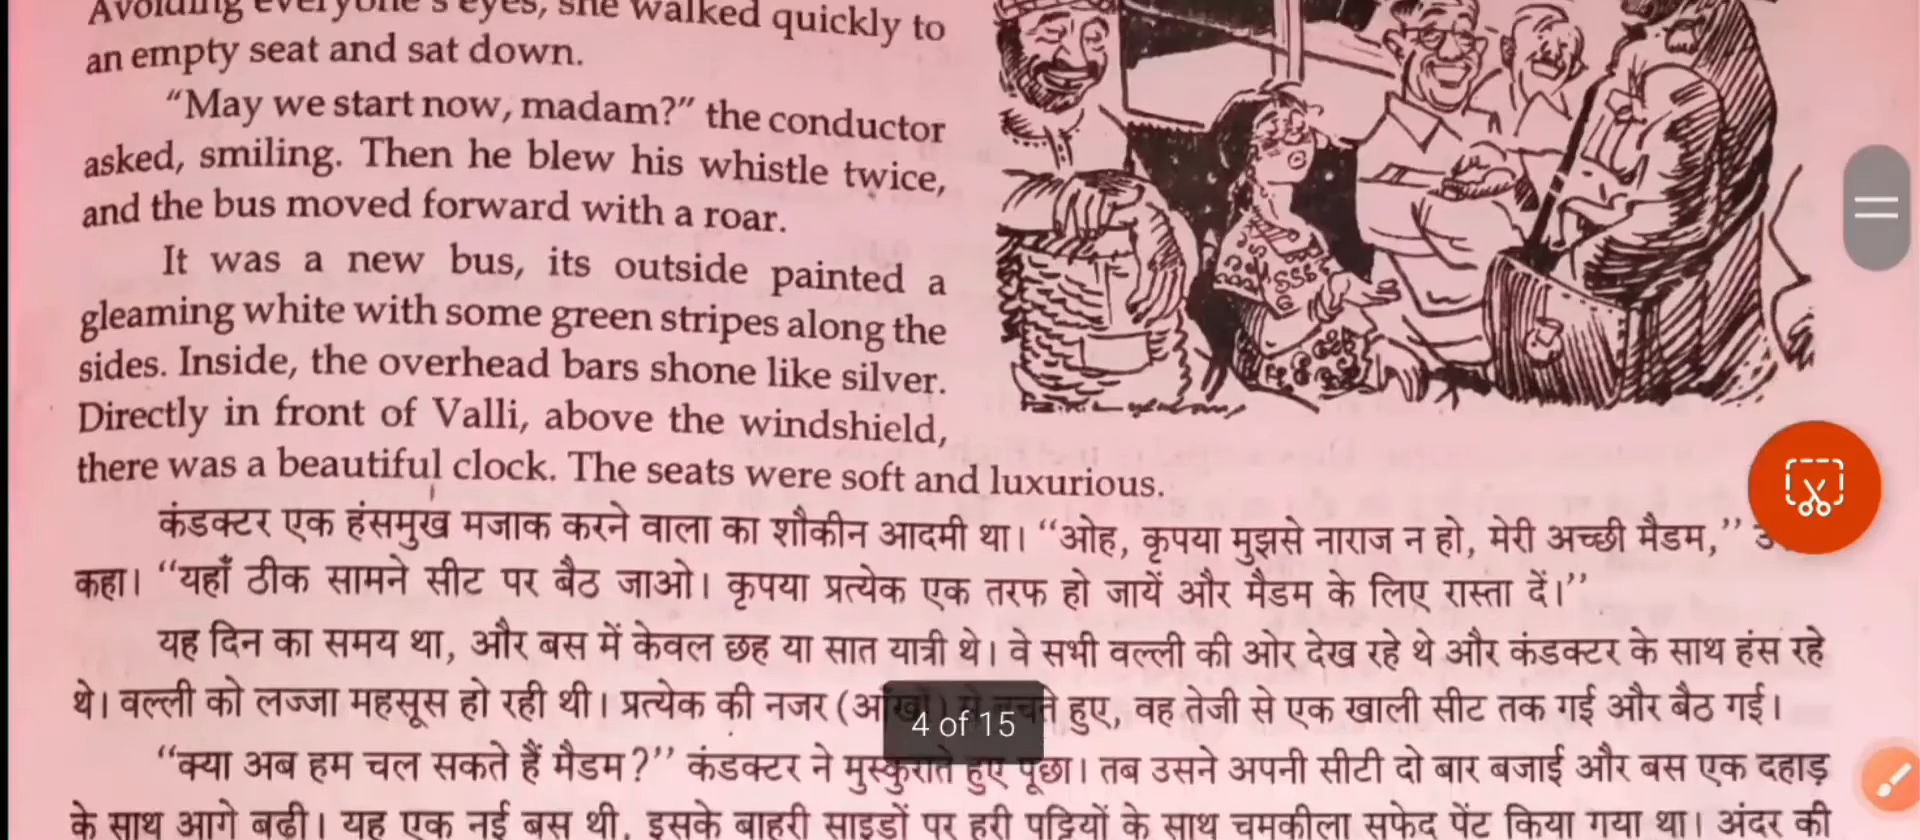 Avoiding everyone's eyes, she walked quickly to
an empty seat and sat down.
"May we start now, madam?" the conductor
asked, smiling. Then he blew his whistle twice,
and the bus moved forward with a roar.
It was a new bus, its outside painted a
gleaming white with some green stripes along the
sides. Inside, the overhead bars shone like silver.
Directly in front of Valli, above the windshield,
there was a beautiful clock. The seats were soft and luxurious.
कंडक्टर एक हंसमुख मजाक करने वाला का शौकीन आदमी था। ‘‘ओह, कृपया मुझसे नाराज न हो, मेरी अच्छी मैडम,’’
कहा। ‘‘यहाँ ठीक सामने सीट पर बैठ जाओ। कृपया प्रत्येक एक तरफ हो जायें और मैडम के लिए रास्ता दें।’’
यह दिन का समय था, और बस में केवल छह या सात यात्री थे। वे सभी वल्ली की ओर देख रहे थे और कंडक्टर के साथ हंस रहे
थे। वल्ली को लज्जा महसूस हो रही थी। प्रत्येक की नजर हुए, वह तेजी से एक खाली सीट तक गई और बैठ गई।
4 of 15
‘‘क्या अब हम चल सकते हैं मैडम?’’ कंडक्टर ने मुस्कुराते हुए पूछा। तब उसने अपनी सीटी दो बार बजाई और बस एक दहाड़
के साथ आगे बढ़ी। यह एक नई बस थी, इसके बाहरी साइडों पर हरी पट्टियों के साथ चमकीला सफेद पेंट किया गया था। अंदर की